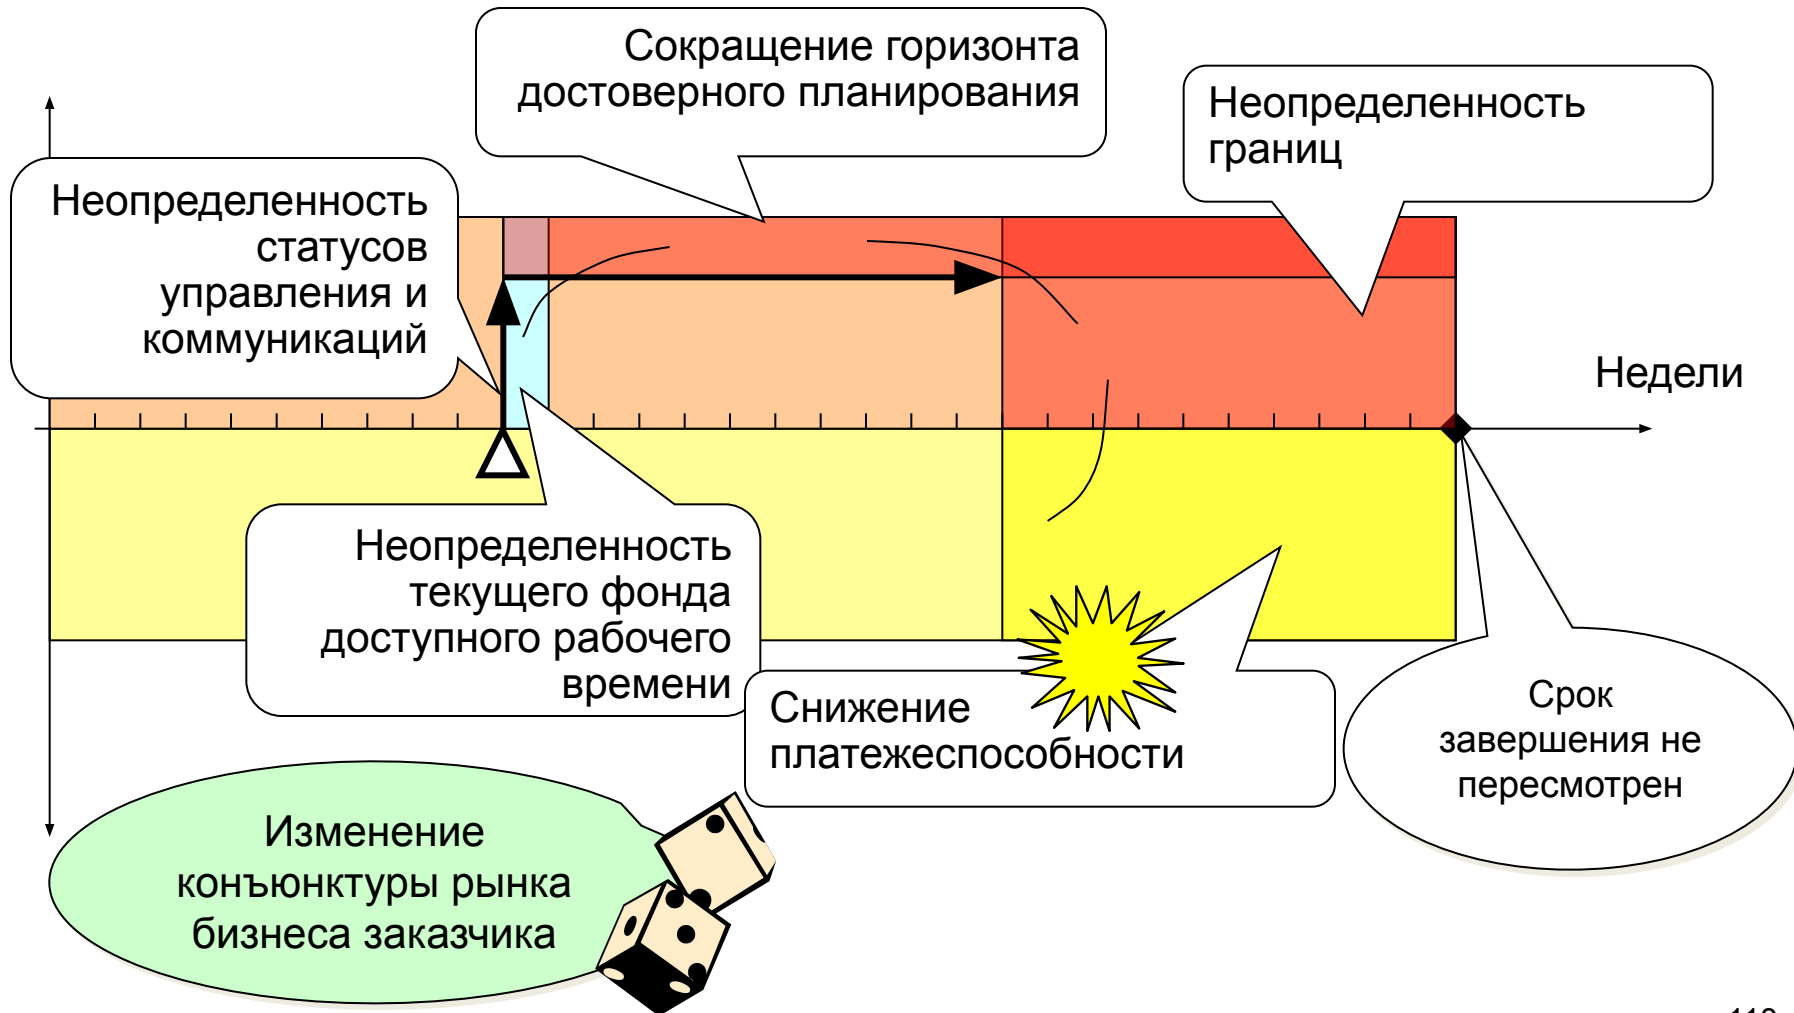 Сокращение горизонта
достоверного планирования
Неопределенность
границ
Неопределенность
статусов
управления и
коммуникаций
Недели
Неопределенность
текущего фонда
доступного рабочего
времени
Снижение
платежеспособности
Срок
завершения не
пересмотрен
Изменение
конъюнктуры рынка
бизнеса заказчика